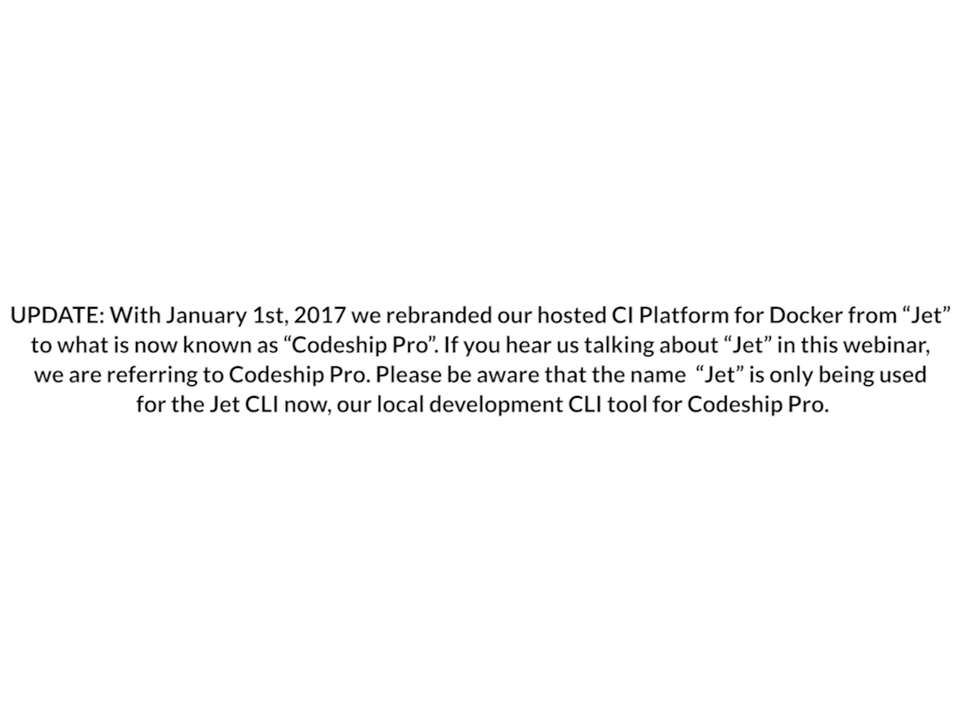 UPDATE: With January 1st, 2017 we rebranded our hosted CI Platform for Docker from “Jet”
to what is now known as “Codeship Pro”. If you hear us talking about “Jet” in this webinar,
we are referring to Codeship Pro. Please be aware that the name “Jet” is only being used
for the Jet CLI now, our local development CLI tool for Codeship Pro.